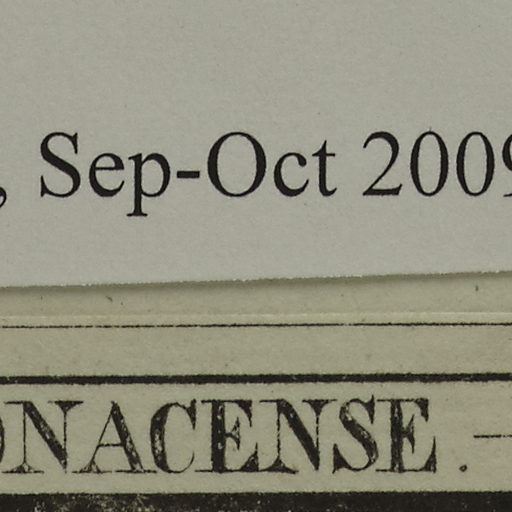 , Sep-Oct 2009
ONACENSE. —